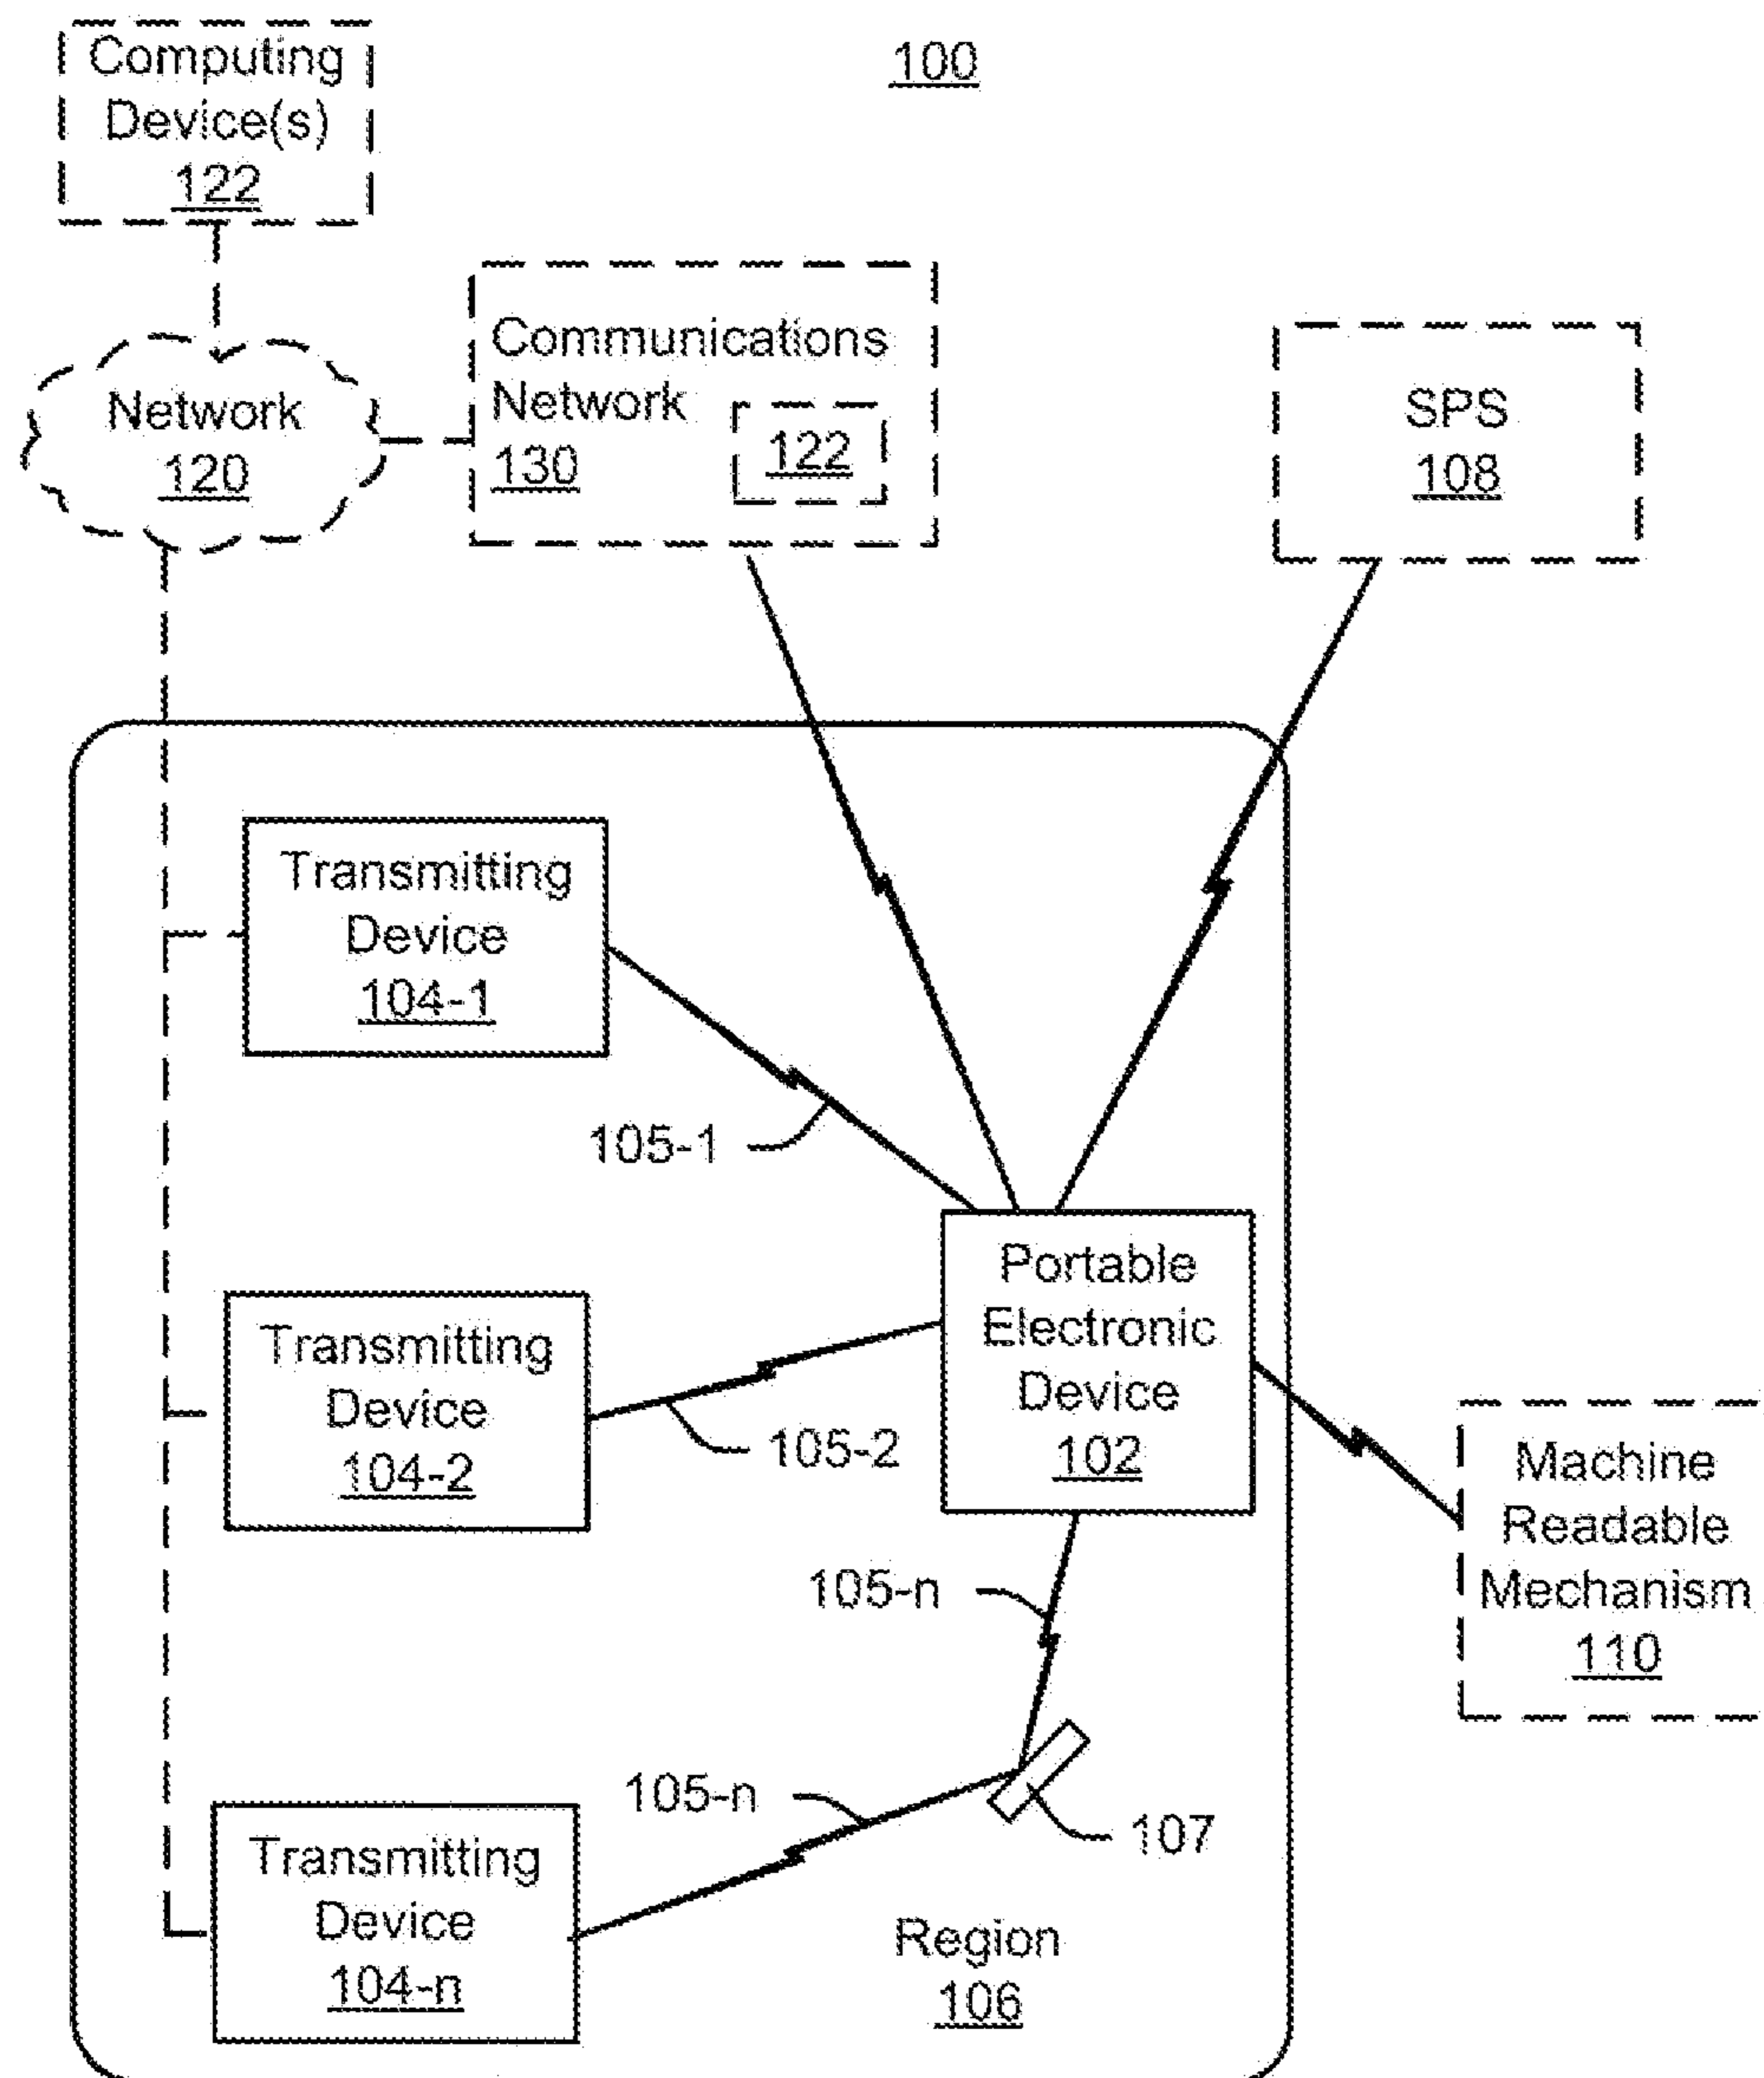 100
Computing
Device(s)
122
Communications
Network
130
122
Network
120
SPS
108
Transmitting
Device
104-1
105-1
Portable
Electronic
Device
102
Transmitting
Device
104-2
105-2
Machine
Readable
Mechanism
110
105-n
105-n
107
Transmitting
Device
104-n
Region
106